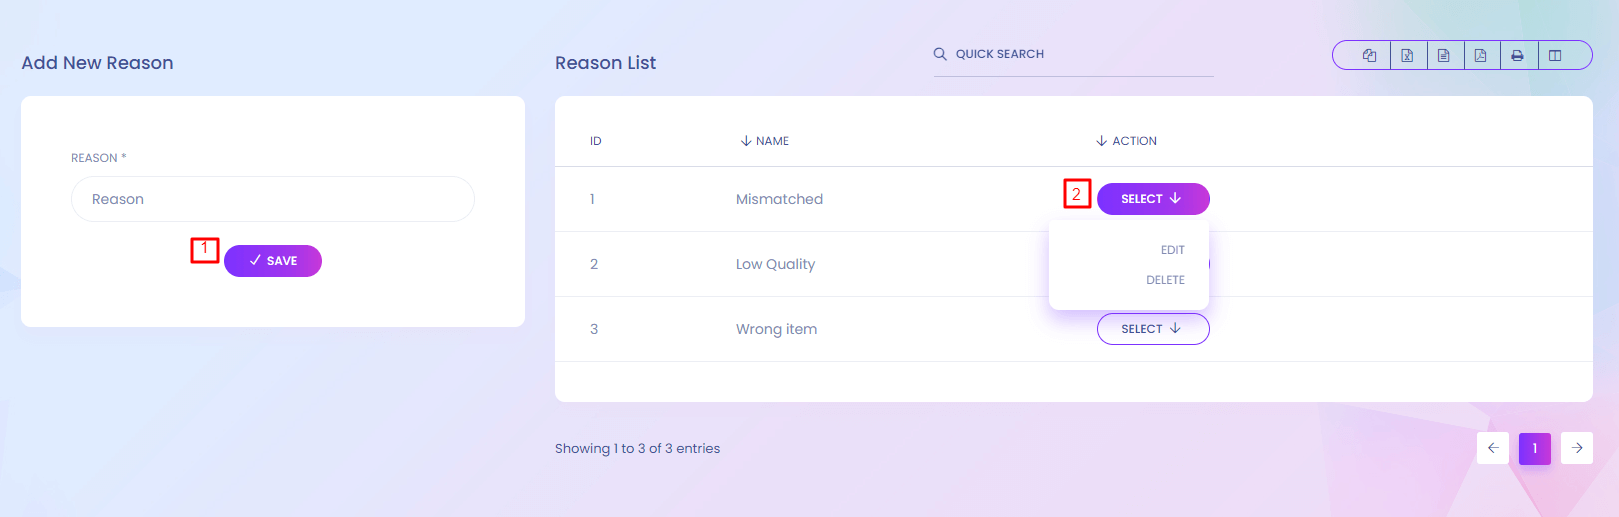 Add New Reason
REASON *
Reason
1
SAVE
Reason List
QUICK SEARCH
ID NAME ACTION
1 Mismatched 2 SELECT
EDIT
2 Low Quality
DELETE
3 Wrong item SELECT
Showing 1 to 3 of 3 entries
1